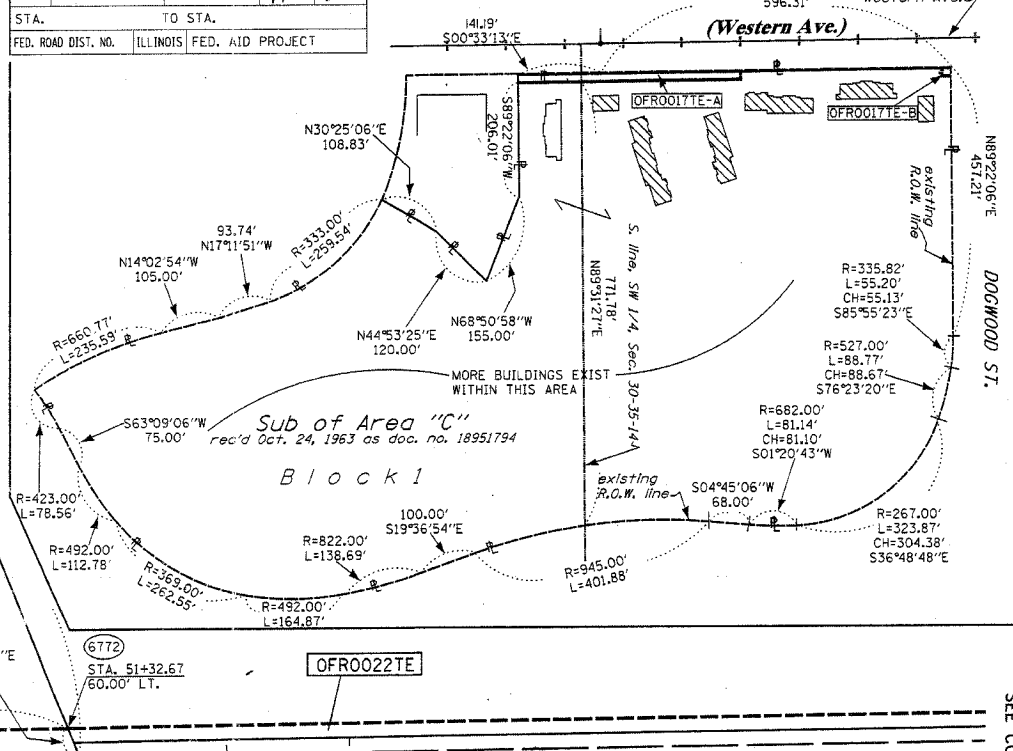 STA. TO STA.
FED. ROAD DIST. NO. ILLINOIS FED. AID PROJECT
141.19'
S00°33'13"E
596.31'
(Western Ave.)
OFR0017TE-A
OFR0017TE-B
N30°25'06"E
108.83'
S89°22'06"W
206.01'
N89°22'06"E
457.21'
existing
R.O.W. line
DOGWOOD ST.
93.74'
N17°11'51"W
R=333.00'
L=259.54'
N14°02'54"W
105.00'
R=660.77'
L=235.59'
N44°53'25"E
120.00'
N68°50'58"W
155.00'
771.78'
N89°31'27"E
S. line, SW 1/4, Sec. 30-35-14
R=335.82'
L=55.20'
CH=55.13'
S85°55'23"E
R=527.00'
L=88.77'
CH=88.67'
S76°23'20"E
MORE BUILDINGS EXIST
WITHIN THIS AREA
R=682.00'
L=81.14'
CH=81.10'
S01°20'43"W
S63°09'06"W
75.00'
Sub of Area "C"
rec'd Oct. 24, 1963 as doc. no. 18951794
Block 1
existing
R.O.W. line
S04°45'06"W
68.00'
R=423.00'
L=78.56'
100.00'
S19°36'54"E
R=267.00'
L=323.87'
CH=304.38'
S36°48'48"E
R=492.00'
L=112.78'
R=822.00'
L=138.69'
R=945.00'
L=401.88'
R=369.00'
L=262.55'
R=492.00'
L=164.87'
6772
STA. 51+32.67
60.00' LT.
OFR0022TE
"E
SEE